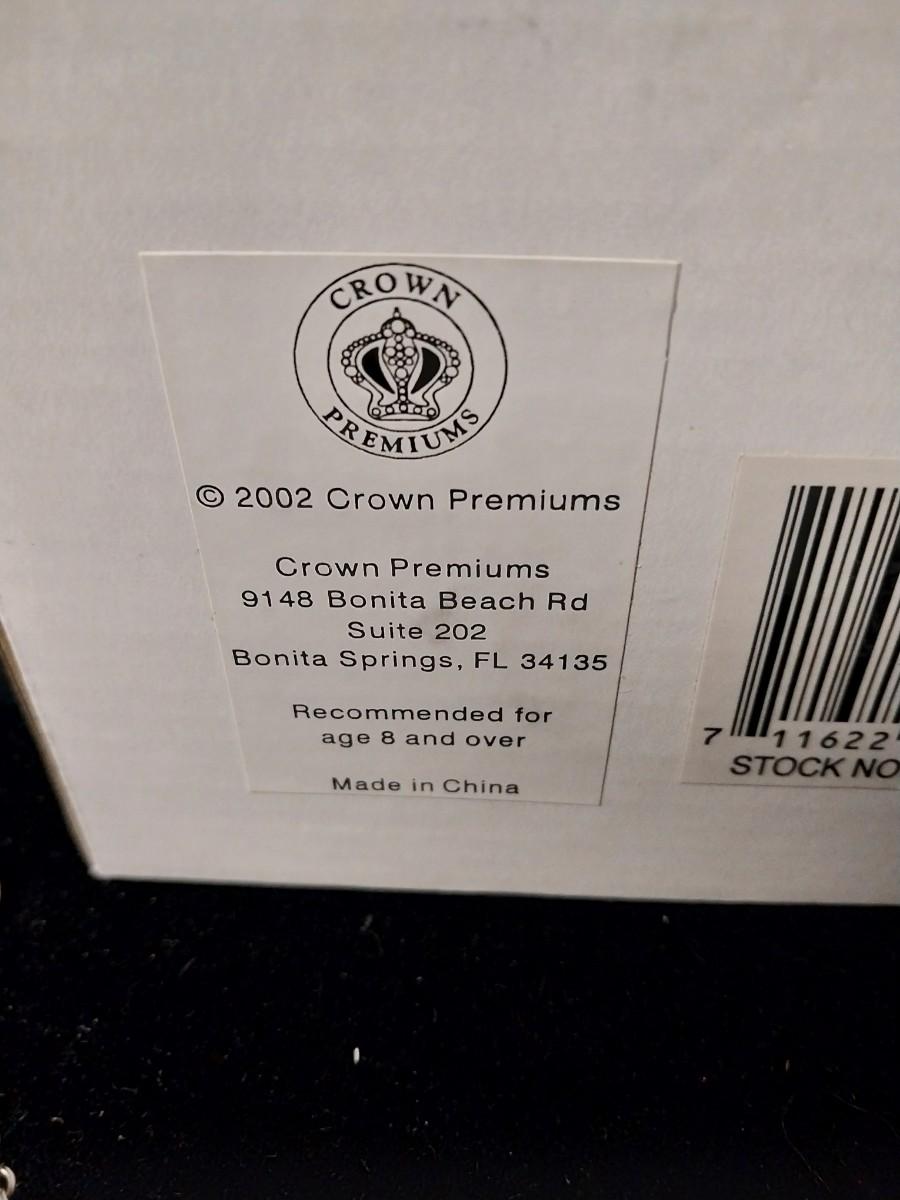 CROWN
PREMIUMS
© 2002 Crown Premiums
Crown Premiums
9148 Bonita Beach Rd
Suite 202
Bonita Springs, FL 34135
Recommended for
age 8 and over
Made in China
7 11622
STOCK NO